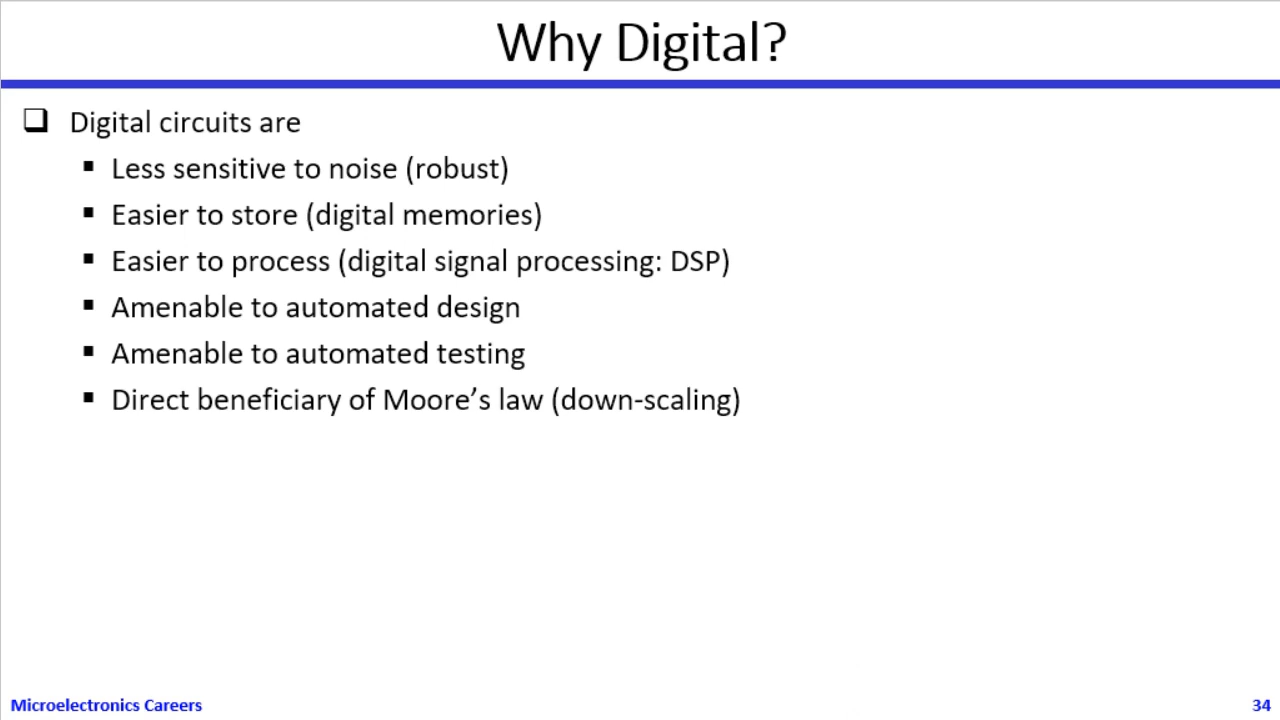 Why Digital?
❑ Digital circuits are
▪ Less sensitive to noise (robust)
▪ Easier to store (digital memories)
▪ Easier to process (digital signal processing: DSP)
▪ Amenable to automated design
▪ Amenable to automated testing
▪ Direct beneficiary of Moore’s law (down-scaling)
Microelectronics Careers
34